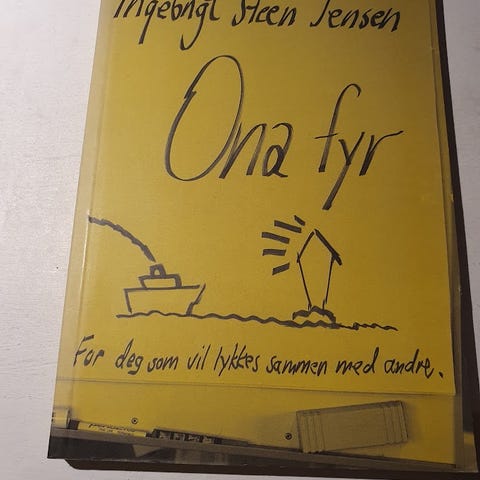 Ingebrigt Steen Jensen
Ona fyr
For deg som vil lykkes sammen med andre.